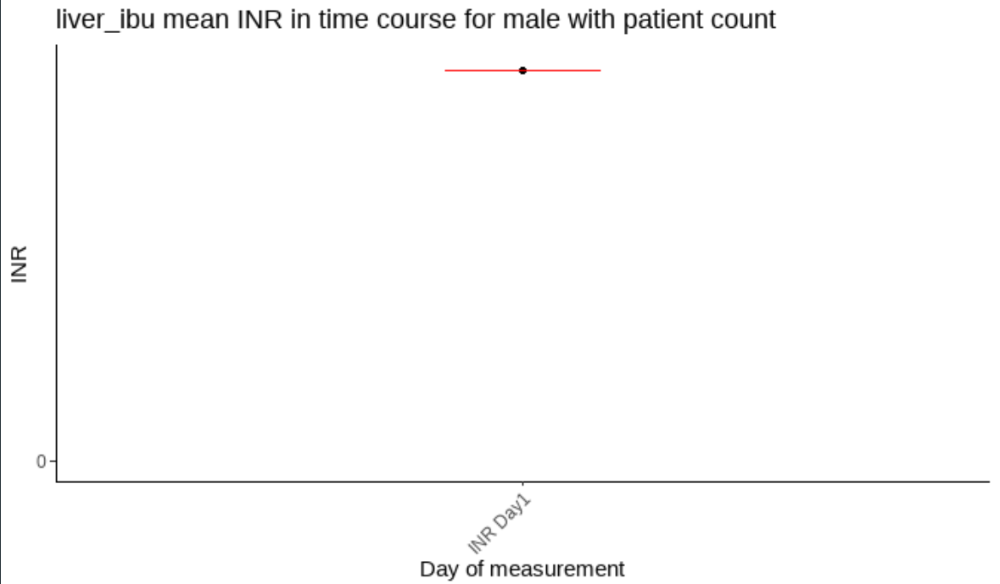 liver_ibu mean INR in time course for male with patient count
INR
0
INR Day1
Day of measurement